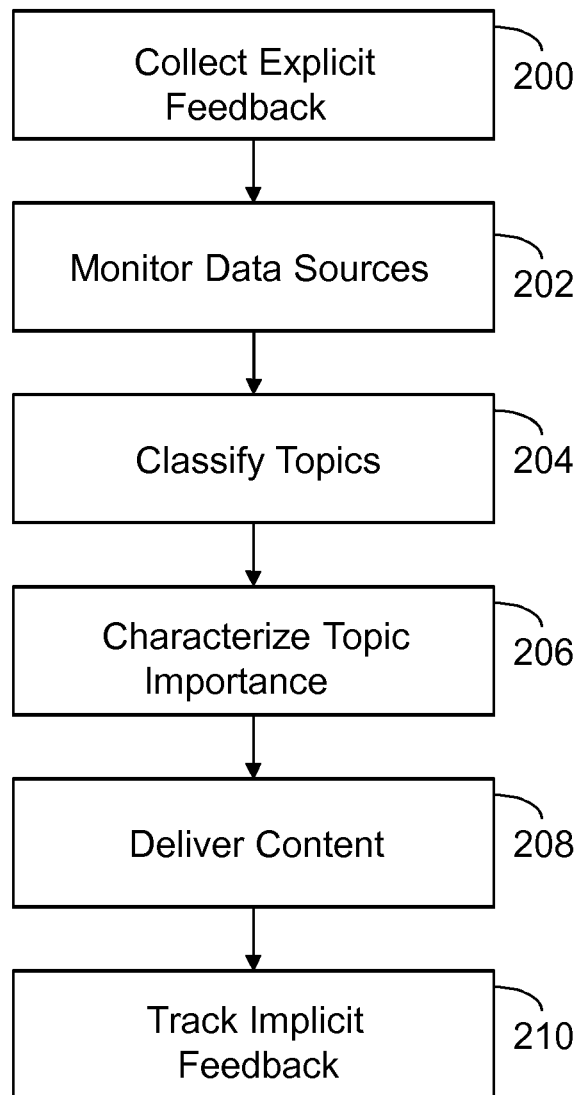 Collect Explicit
Feedback
200
Monitor Data Sources
202
Classify Topics
204
Characterize Topic
Importance
206
Deliver Content
208
Track Implicit
Feedback
210